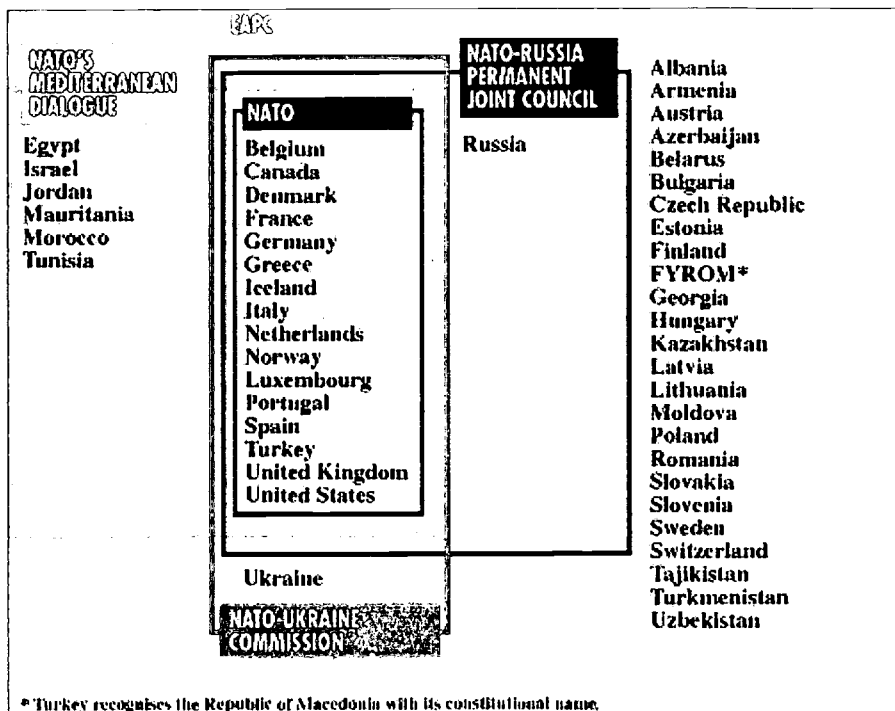 EAPC
NATO'S
MEDITERRANEAN
DIALOGUE
Egypt
Israel
Jordan
Mauritania
Morocco
Tunisia
NATO
Belgium
Canada
Denmark
France
Germany
Greece
Iceland
Italy
Netherlands
Norway
Luxembourg
Portugal
Spain
Turkey
United Kingdom
United States
Ukraine
NATO-UKRAINE
COMMISSION
NATO-RUSSIA
PERMANENT
JOINT COUNCIL
Russia
Albania
Armenia
Austria
Azerbaijan
Belarus
Bulgaria
Czech Republic
Estonia
Finland
FYROM*
Georgia
Hungary
Kazakhstan
Latvia
Lithuania
Moldova
Poland
Romania
Slovakia
Slovenia
Sweden
Switzerland
Tajikistan
Turkmenistan
Uzbekistan
* Turkey recognises the Republic of Macedonia with its constitutional name.